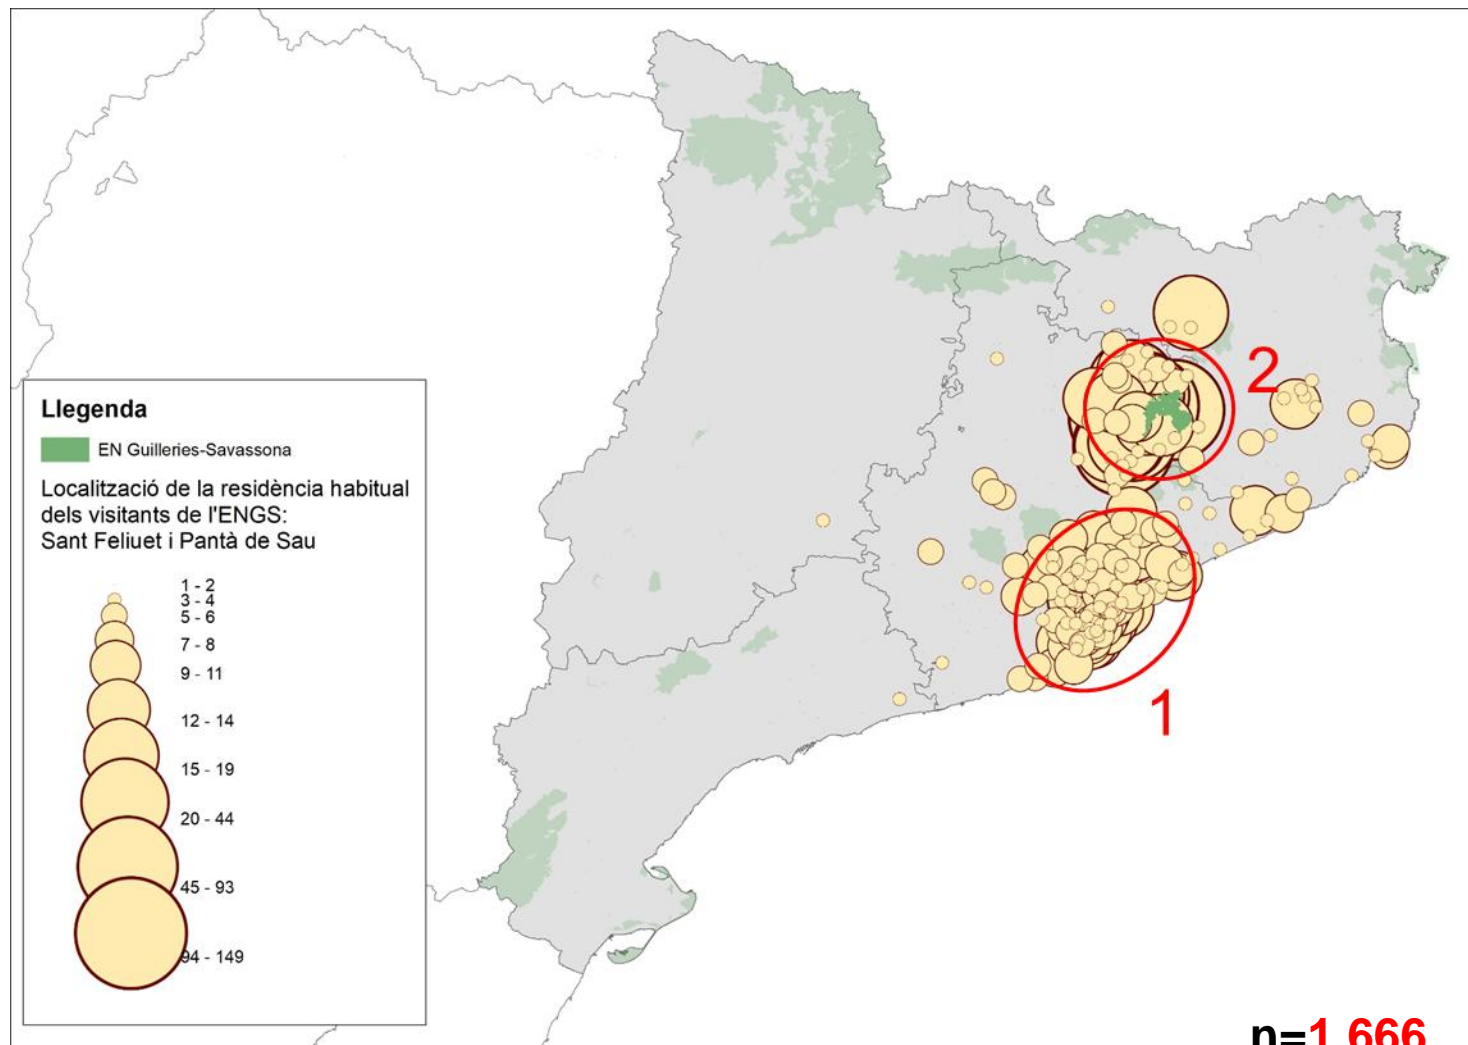 2
Llegenda
EN Guilleries-Savassona
Localització de la residència habitual
dels visitants de l'ENGS:
Sant Feliuet i Pantà de Sau
1 - 2
3 - 4
5 - 6
7 - 8
9 - 11
12 - 14
15 - 19
20 - 44
45 - 93
94 - 149
1
n=1.666